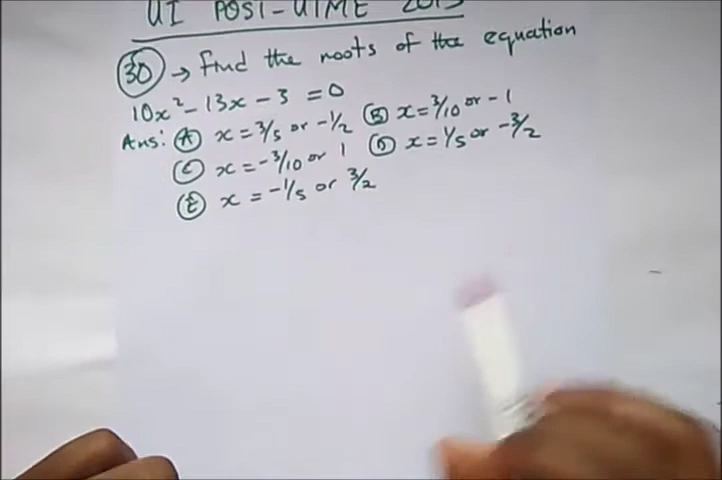 UI POST-UTME 2015
30 → find the roots of the equation
10x² - 13x - 3 = 0
Ans: A x = 3/5 or -1/2 B x = 3/10 or -1
C x = -3/10 or 1 D x = 1/5 or -3/2
E x = -1/5 or 3/2